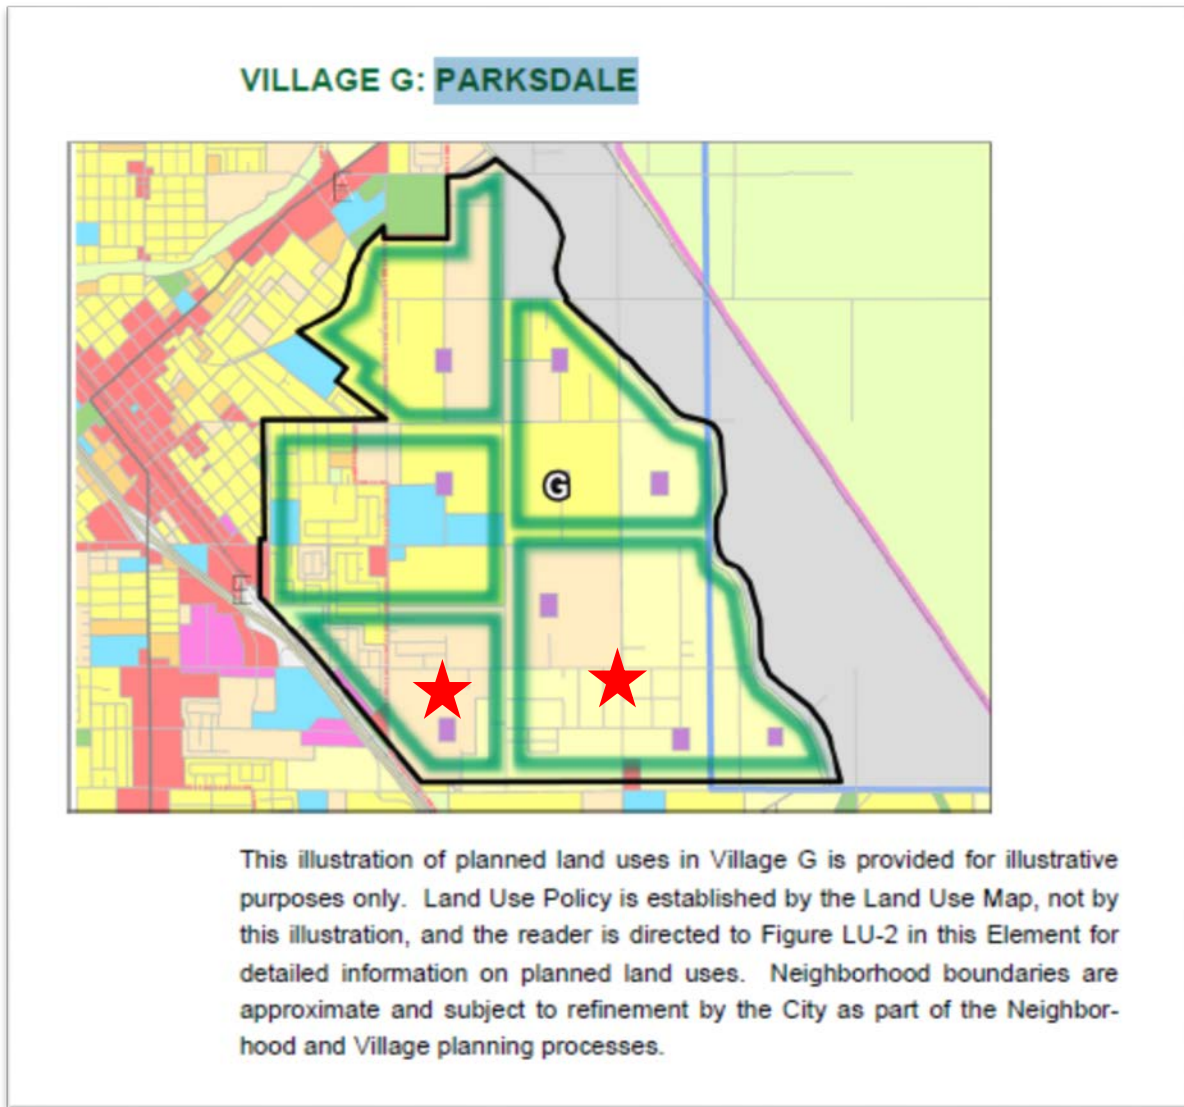 VILLAGE G: PARKSDALE
G
This illustration of planned land uses in Village G is provided for illustrative
purposes only. Land Use Policy is established by the Land Use Map, not by
this illustration, and the reader is directed to Figure LU-2 in this Element for
detailed information on planned land uses. Neighborhood boundaries are
approximate and subject to refinement by the City as part of the Neighbor-
hood and Village planning processes.